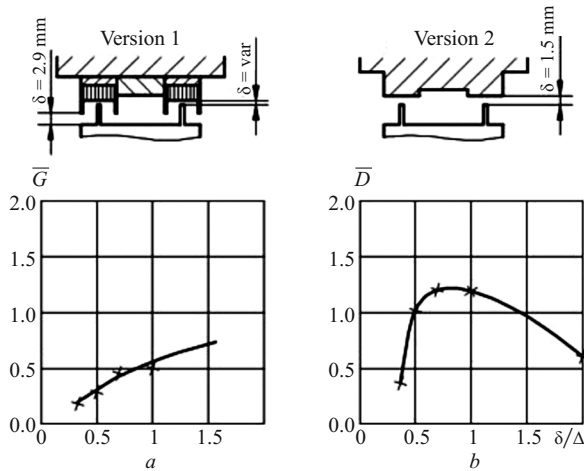 Version 1
Version 2
δ = 2.9 mm
δ = var
δ = 1.5 mm
G
D
2.0
2.0
1.5
1.5
1.0
1.0
0.5
0.5
0.0
0.0
0
0.5
1
1.5
0
0.5
1
1.5
δ/Δ
a
b